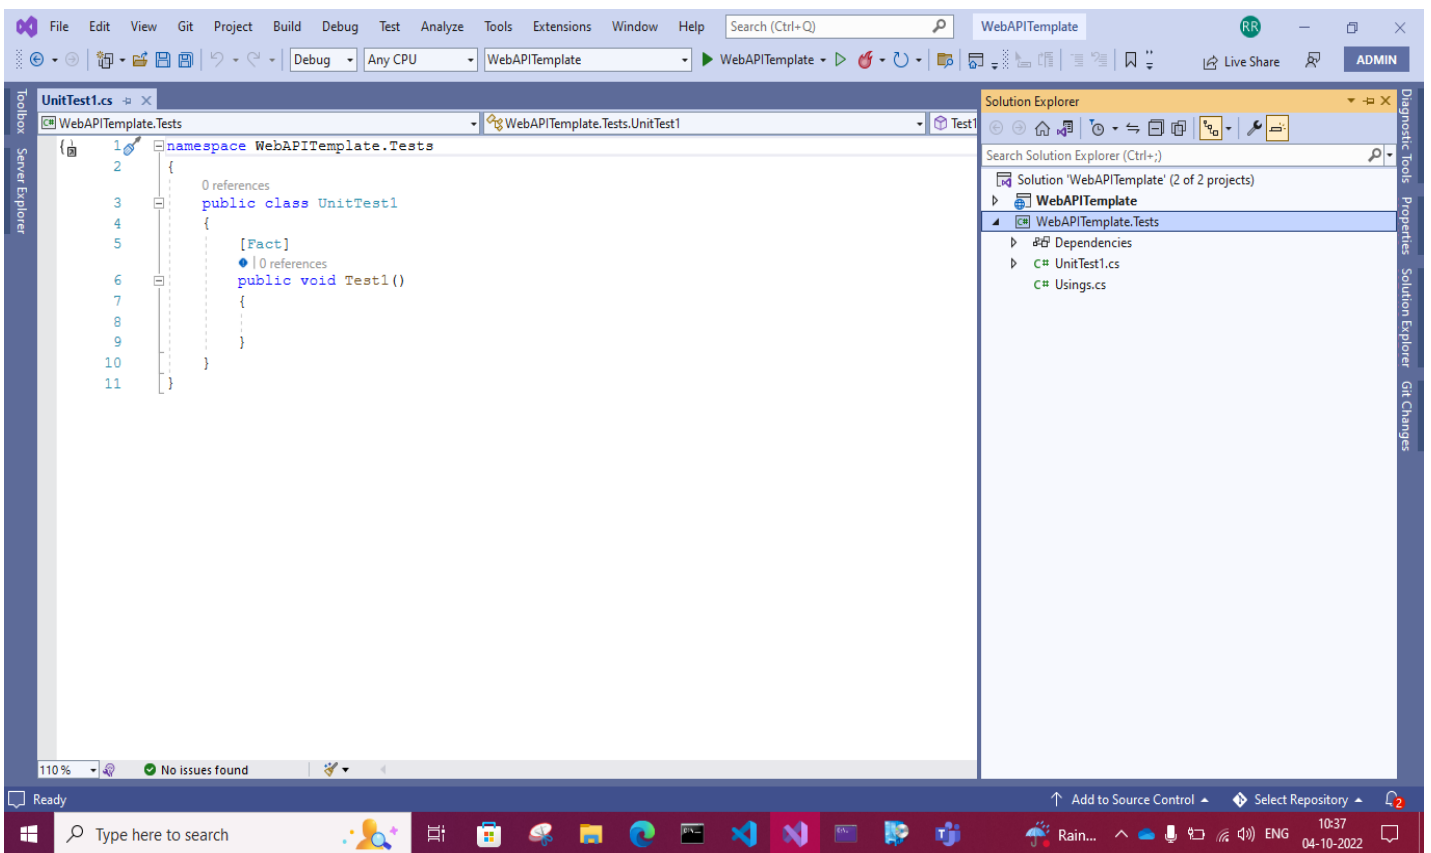 File Edit View Git Project Build Debug Test Analyze Tools Extensions Window Help Search (Ctrl+Q) WebAPITemplate RR
Debug Any CPU WebAPITemplate WebAPITemplate Live Share ADMIN
Toolbox
Server Explorer
UnitTest1.cs
WebAPITemplate.Tests WebAPITemplate.Tests.UnitTest1 Test1
1 namespace WebAPITemplate.Tests
2 {
0 references
3 public class UnitTest1
4 {
5 [Fact]
0 references
6 public void Test1()
7 {
8
9 }
10 }
11 }
110 % No issues found
Solution Explorer
Search Solution Explorer (Ctrl+;)
Solution 'WebAPITemplate' (2 of 2 projects)
WebAPITemplate
C# WebAPITemplate.Tests
Dependencies
C# UnitTest1.cs
C# Usings.cs
Diagnostic Tools
Properties
Solution Explorer
Git Changes
Ready Add to Source Control Select Repository 2
Type here to search Rain... ENG 10:37
04-10-2022